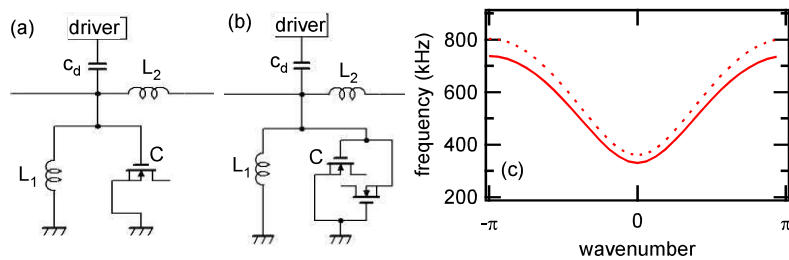 (a)
driver
c_d
L_2
L_1
C
(b)
driver
c_d
L_2
L_1
C
frequency (kHz)
800
600
400
200
(c)
-π
0
π
wavenumber